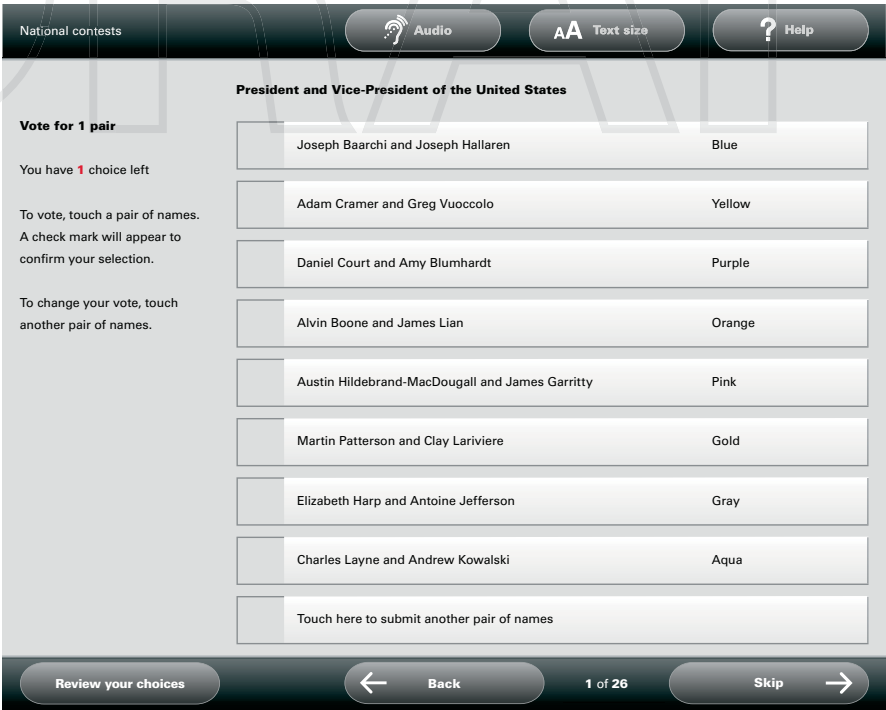 National contests
Audio
AA Text size
? Help
President and Vice-President of the United States
Vote for 1 pair
You have 1 choice left
To vote, touch a pair of names.
A check mark will appear to
confirm your selection.
To change your vote, touch
another pair of names.
Joseph Baarchi and Joseph Hallaren Blue
Adam Cramer and Greg Vuoccolo Yellow
Daniel Court and Amy Blumhardt Purple
Alvin Boone and James Lian Orange
Austin Hildebrand-MacDougall and James Garritty Pink
Martin Patterson and Clay Lariviere Gold
Elizabeth Harp and Antoine Jefferson Gray
Charles Layne and Andrew Kowalski Aqua
Touch here to submit another pair of names
Review your choices
Back
1 of 26
Skip